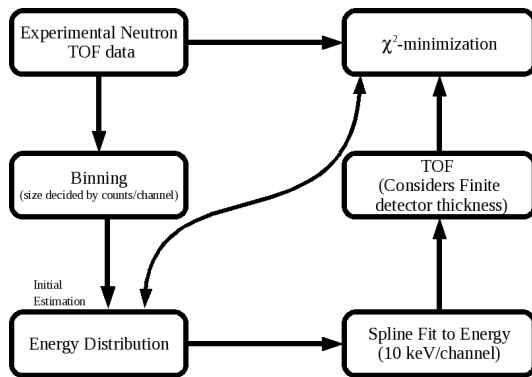 Experimental Neutron
TOF data
χ²-minimization
Binning
(size decided by counts/channel)
TOF
(Considers Finite
detector thickness)
Initial
Estimation
Energy Distribution
Spline Fit to Energy
(10 keV/channel)